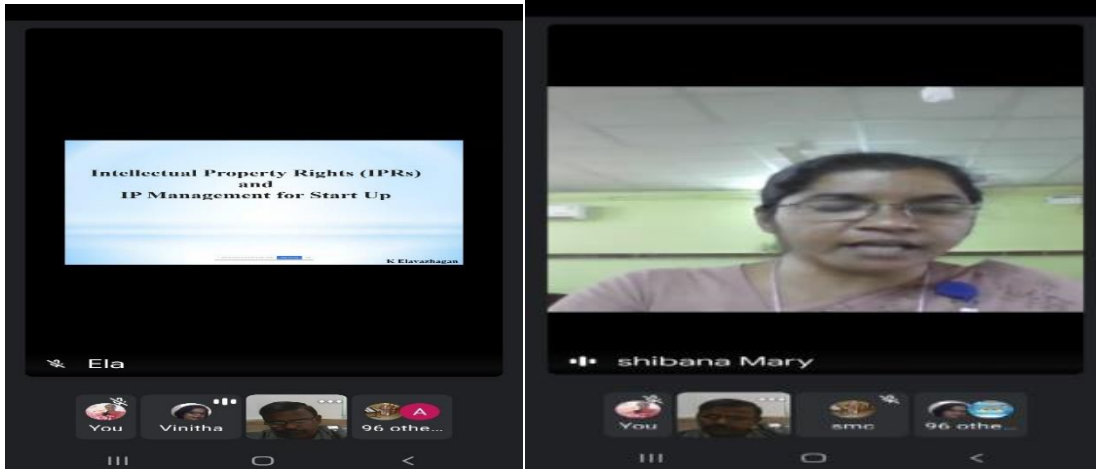 Intellectual Property Rights (IPRs)
and
IP Management for Start Up
K Elavazhagan
Ela
You
Vinitha
96 othe...
shibana Mary
You
smc
96 othe...